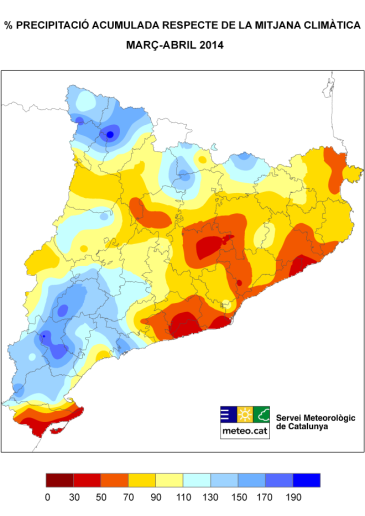 % PRECIPITACIÓ ACUMULADA RESPECTE DE LA MITJANA CLIMÀTICA
MARÇ-ABRIL 2014
meteo.cat
Servei Meteorològic
de Catalunya
0 30 50 70 90 110 130 150 170 190